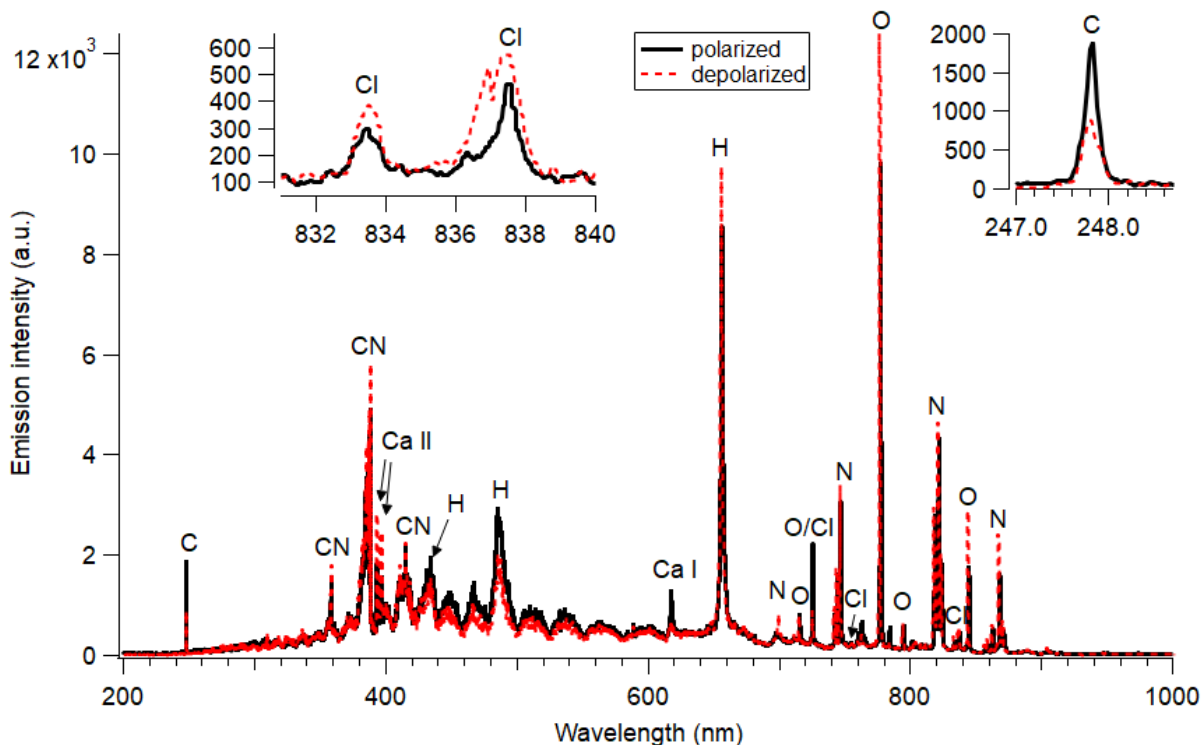 12 x10³
10
8
6
4
2
0
Emission intensity (a.u.)
200
400
600
800
1000
Wavelength (nm)
600
500
400
300
200
100
832
834
836
838
840
Cl
Cl
polarized
depolarized
2000
1500
1000
500
0
247.0
248.0
C
C
CN
CN
Ca II
CN
H
H
Ca I
H
N
O
O/Cl
N
Cl
O
O
N
Cl
O
N